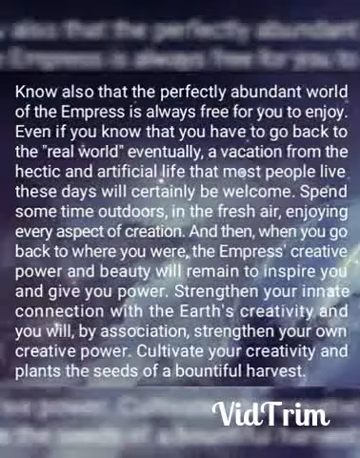 Know also that the perfectly abundant world
of the Empress is always free for you to enjoy.
Even if you know that you have to go back to
the "real world" eventually, a vacation from the
hectic and artificial life that most people live
these days will certainly be welcome. Spend
some time outdoors, in the fresh air, enjoying
every aspect of creation. And then, when you go
back to where you were, the Empress' creative
power and beauty will remain to inspire you
and give you power. Strengthen your innate
connection with the Earth's creativity and
you will, by association, strengthen your own
creative power. Cultivate your creativity and
plants the seeds of a bountiful harvest.
VidTrim